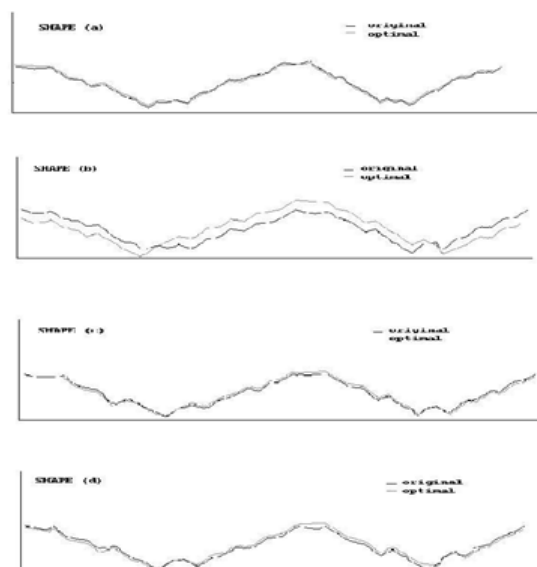 SHAPE (a)
original
optimal
SHAPE (b)
original
optimal
SHAPE (c)
original
optimal
SHAPE (d)
original
optimal